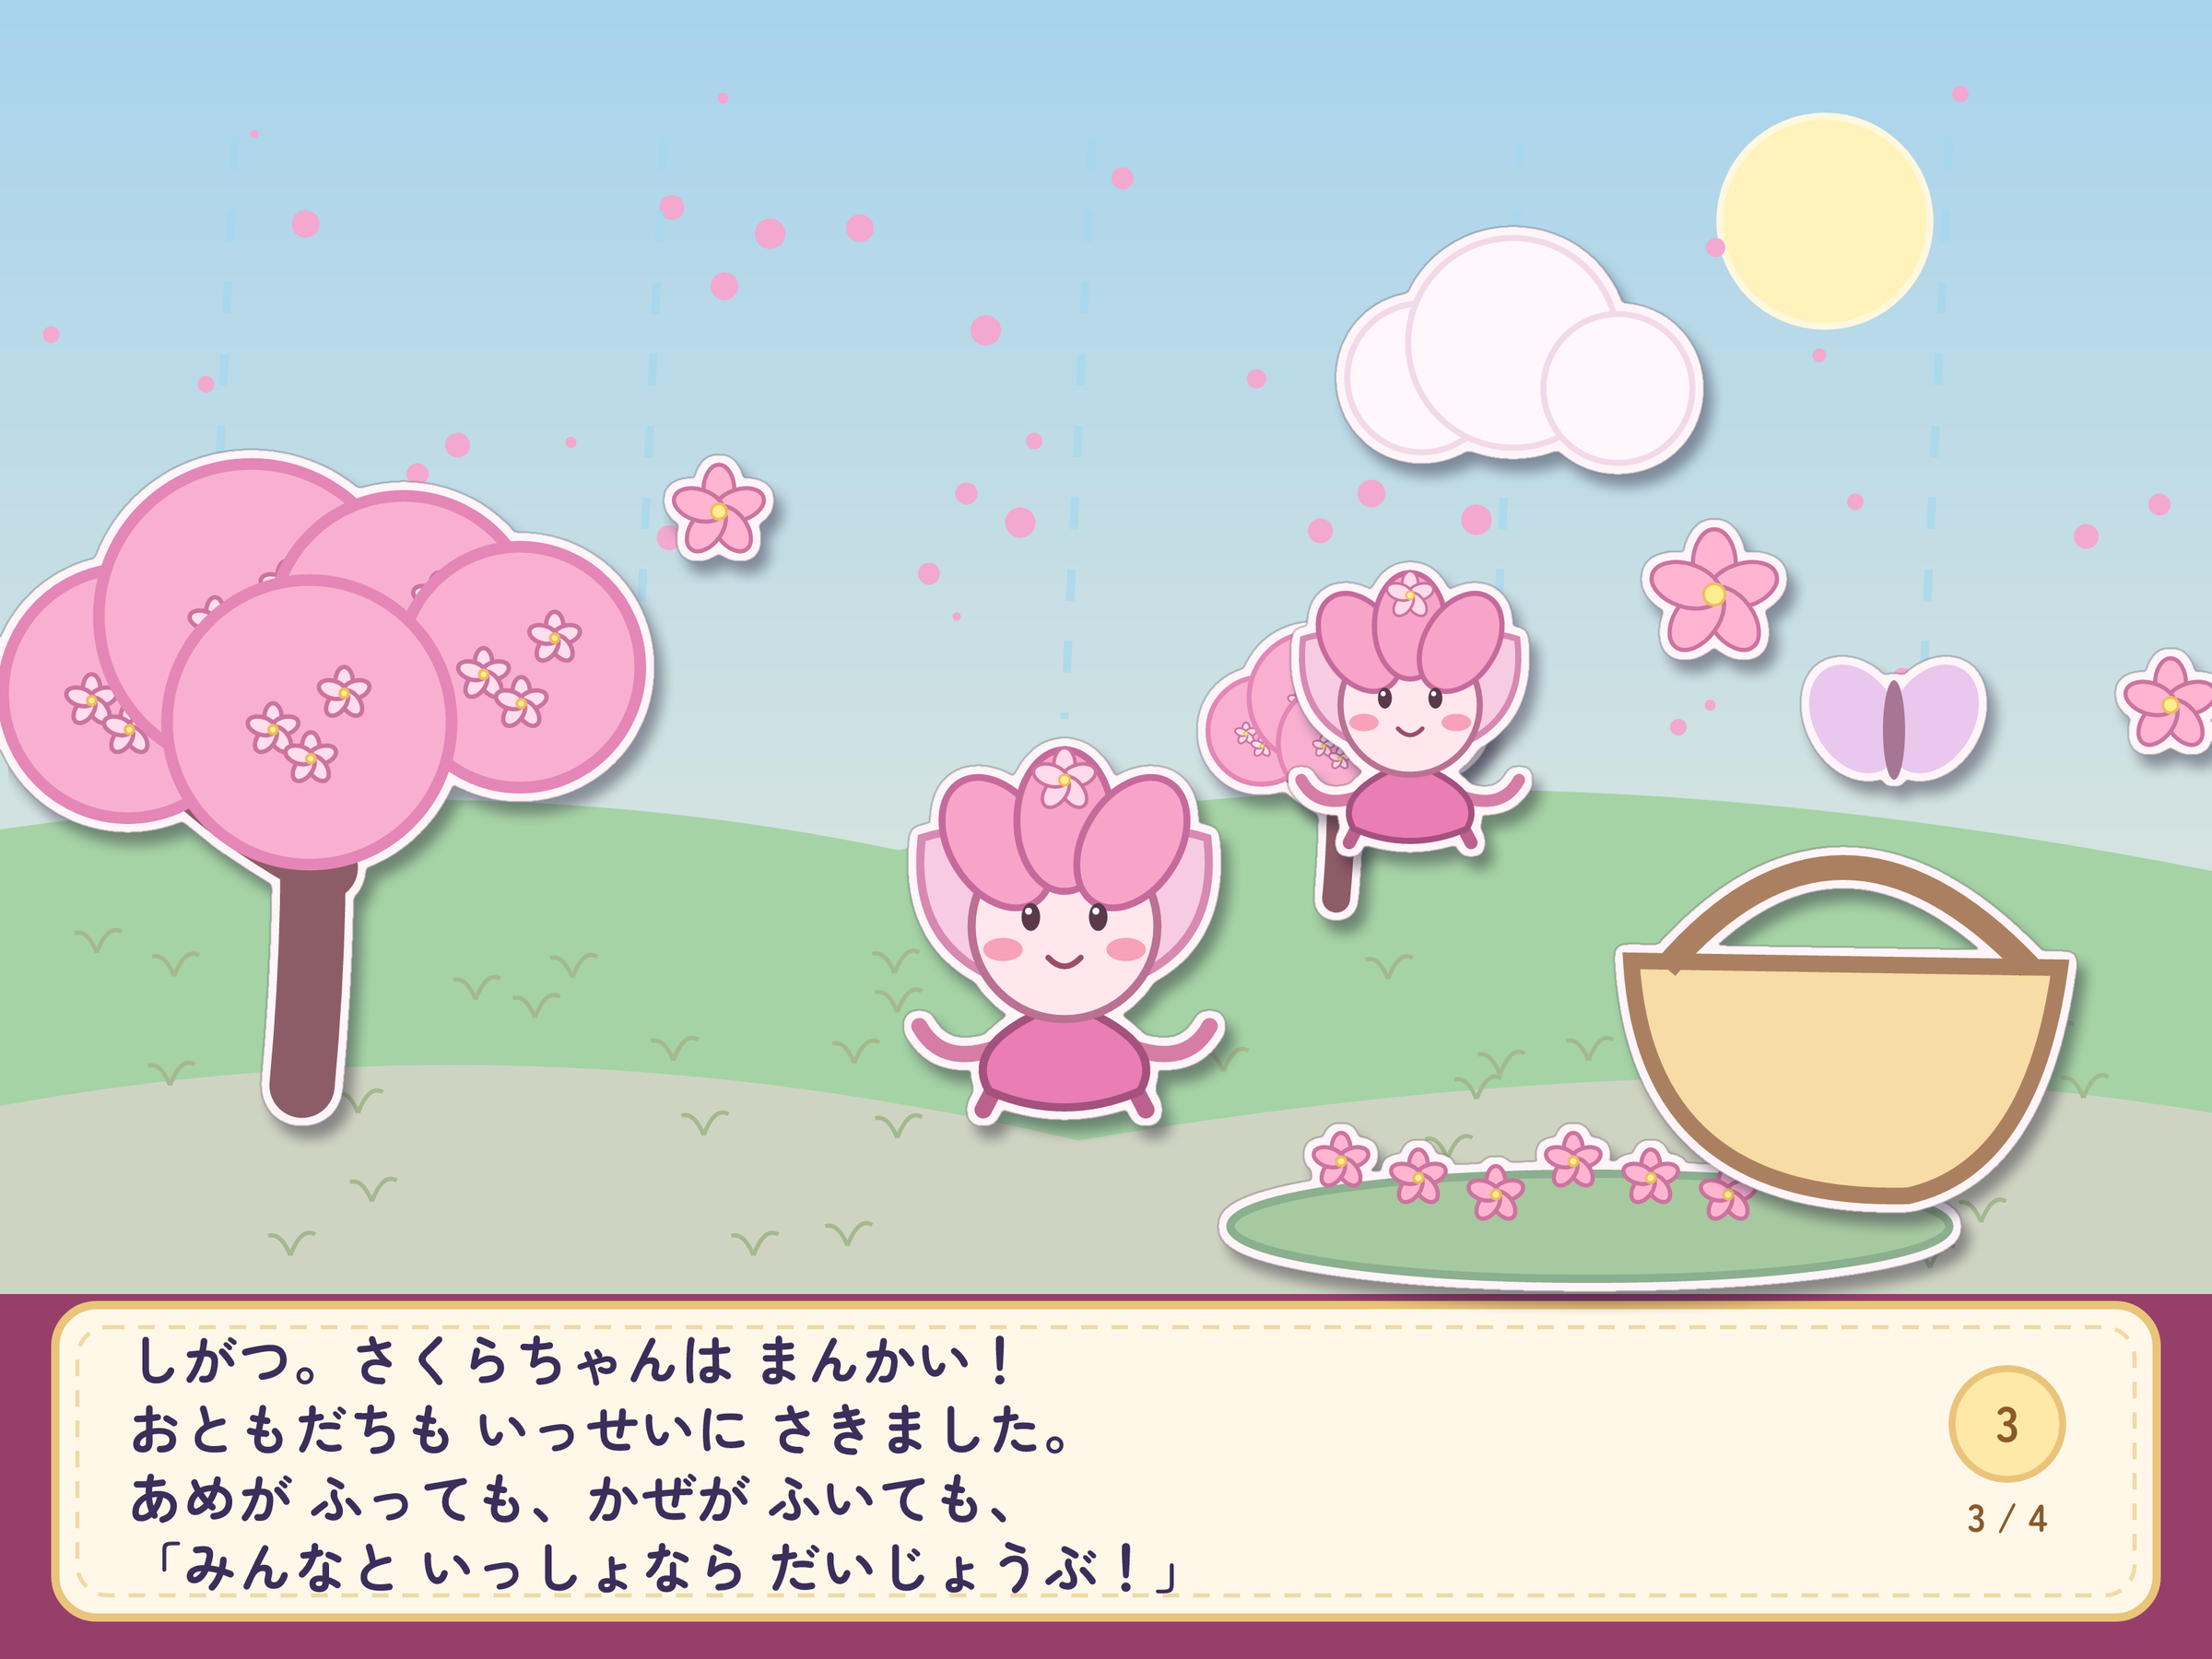 しがつ。さくらちゃんは まんかい！
おともだちも いっせいに さきました。
あめが ふっても、かぜが ふいても、
「みんなと いっしょなら だいじょうぶ！」
3
3 / 4